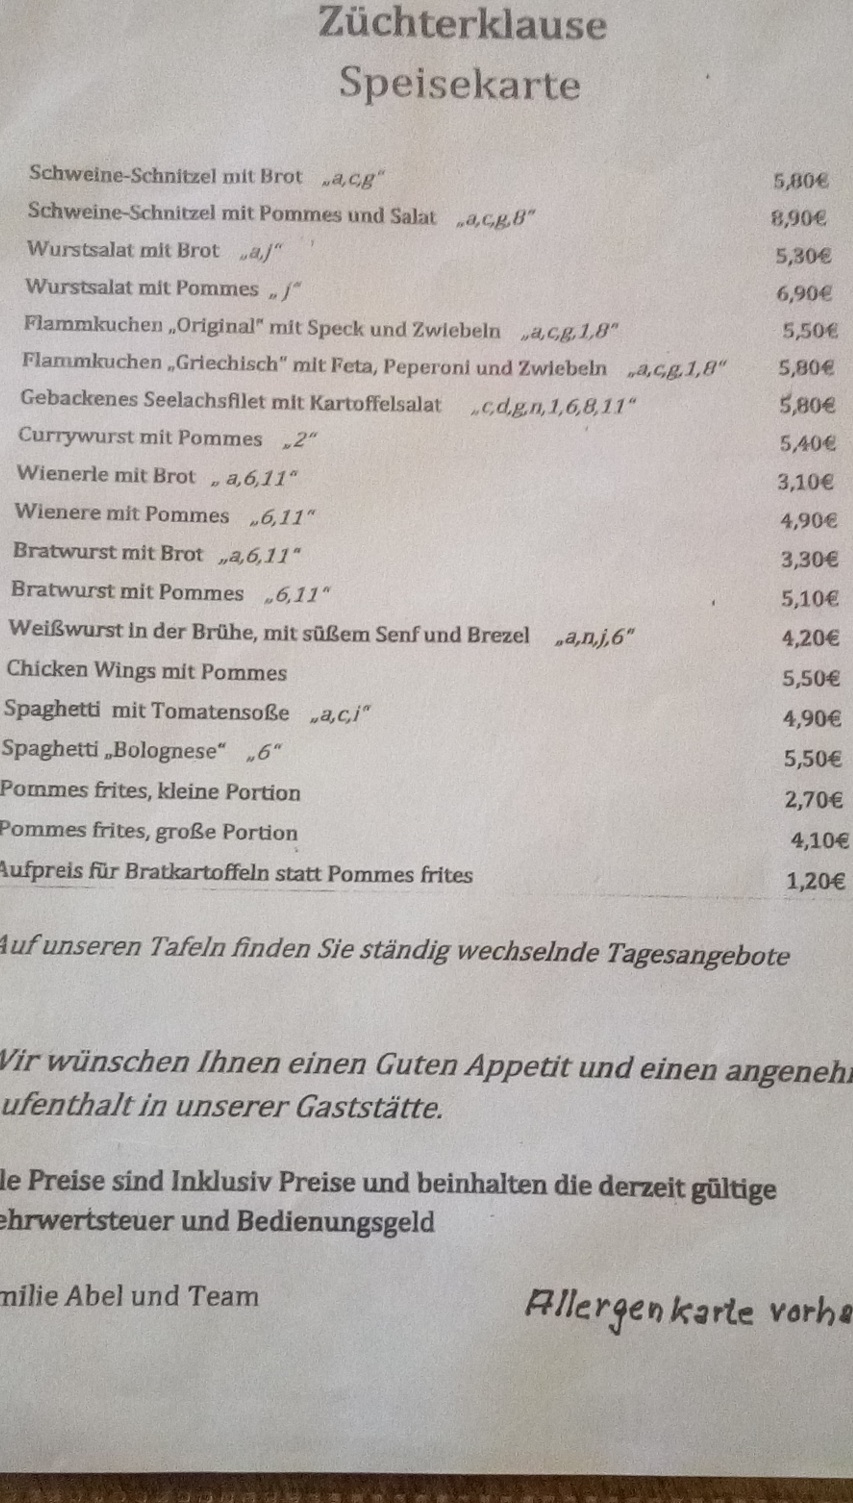 Züchterklause
Speisekarte
Schweine-Schnitzel mit Brot „a,c,g“ 5,80€
Schweine-Schnitzel mit Pommes und Salat „a,c,g,8“ 8,90€
Wurstsalat mit Brot „a,j“ 5,30€
Wurstsalat mit Pommes „ j“ 6,90€
Flammkuchen „Original“ mit Speck und Zwiebeln „a,c,g,1,8“ 5,50€
Flammkuchen „Griechisch“ mit Feta, Peperoni und Zwiebeln „a,c,g,1,8“ 5,80€
Gebackenes Seelachsfilet mit Kartoffelsalat „c,d,g,n,1,6,8,11“ 5,80€
Currywurst mit Pommes „2“ 5,40€
Wienerle mit Brot „ a,6,11“ 3,10€
Wienere mit Pommes „6,11“ 4,90€
Bratwurst mit Brot „a,6,11“ 3,30€
Bratwurst mit Pommes „6,11“ 5,10€
Weißwurst in der Brühe, mit süßem Senf und Brezel „a,n,j,6“ 4,20€
Chicken Wings mit Pommes 5,50€
Spaghetti mit Tomatensoße „a,c,i“ 4,90€
Spaghetti „Bolognese“ „6“ 5,50€
Pommes frites, kleine Portion 2,70€
Pommes frites, große Portion 4,10€
Aufpreis für Bratkartoffeln statt Pommes frites 1,20€
Auf unseren Tafeln finden Sie ständig wechselnde Tagesangebote
Wir wünschen Ihnen einen Guten Appetit und einen angeneh
ufenthalt in unserer Gaststätte.
le Preise sind Inklusiv Preise und beinhalten die derzeit gültige
ehrwertsteuer und Bedienungsgeld
milie Abel und Team
Allergenkarte vorha